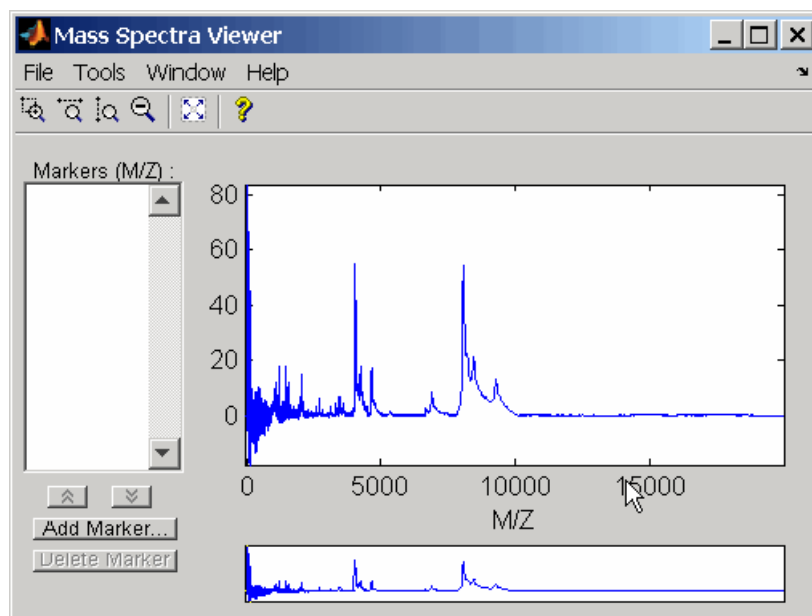 Mass Spectra Viewer
File Tools Window Help
Markers (M/Z) :
80
60
40
20
0
0 5000 10000 15000
M/Z
Add Marker...
Delete Marker